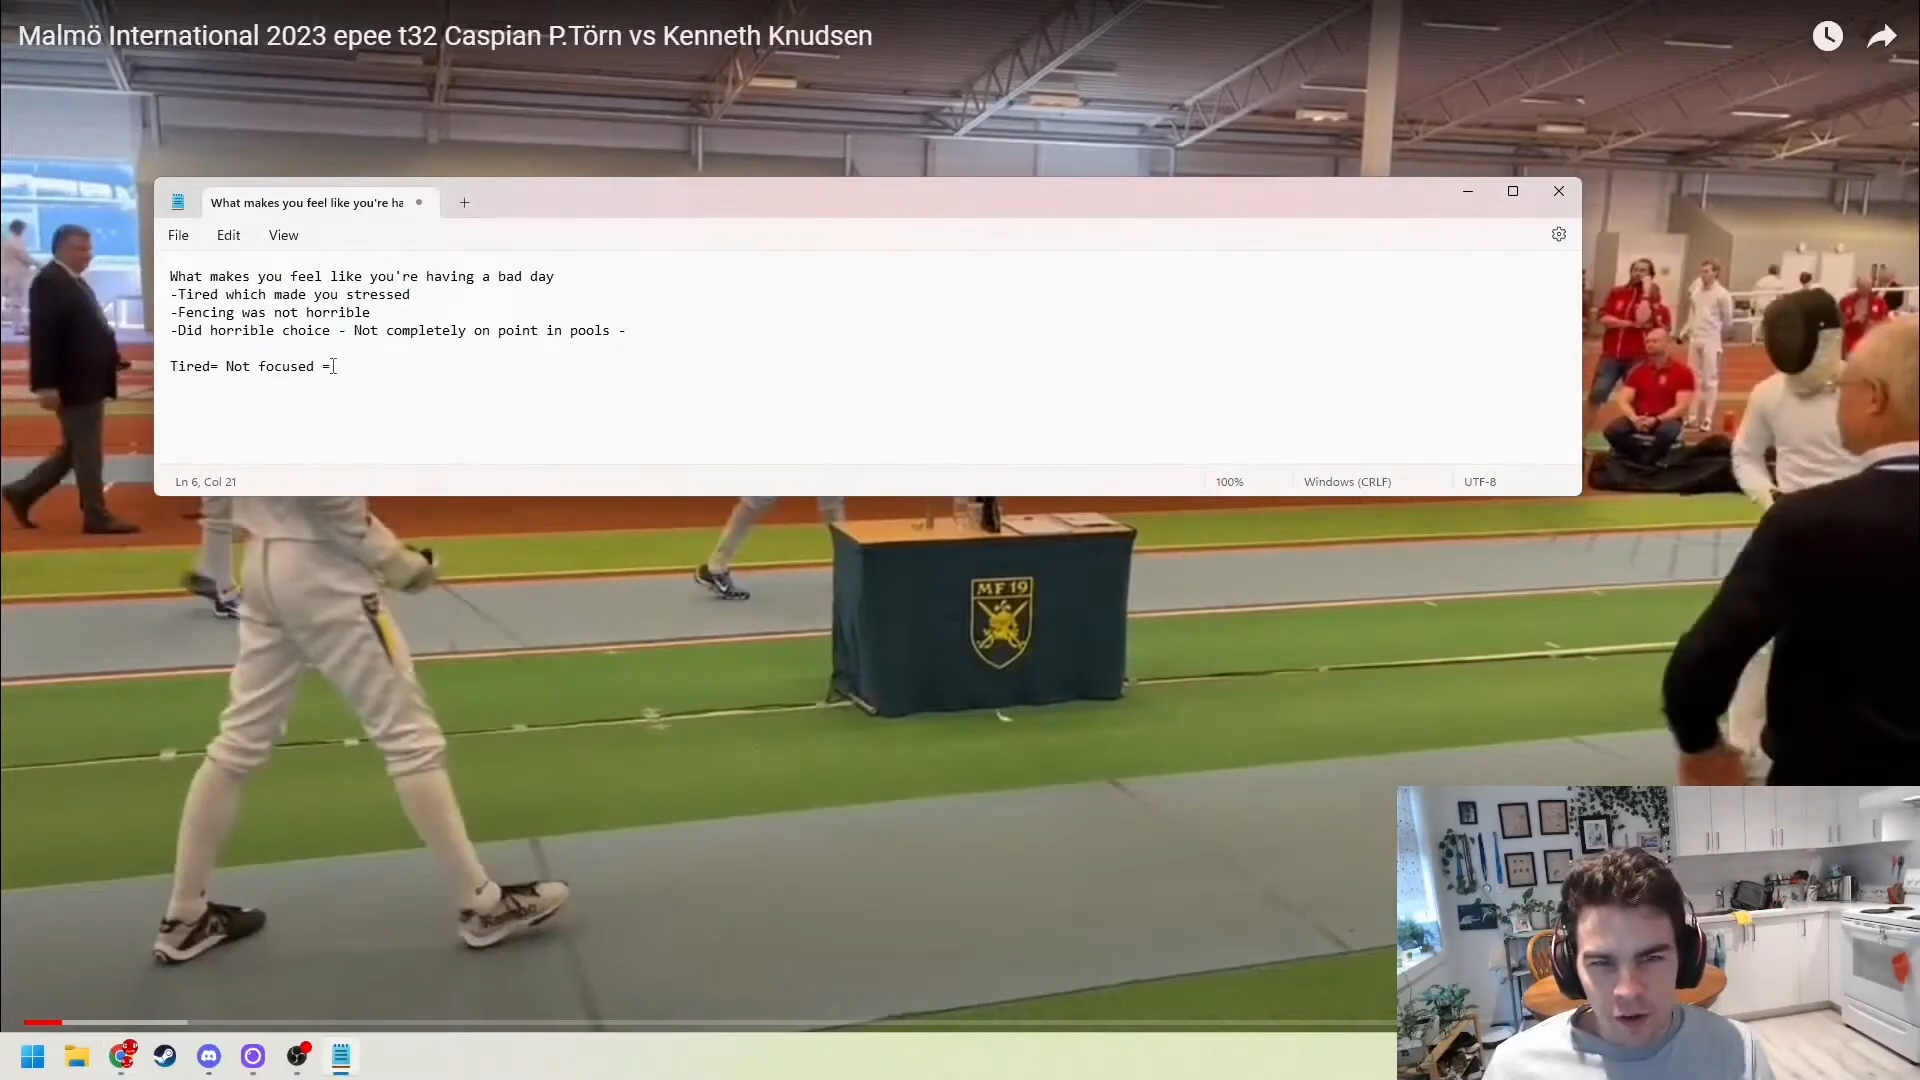 Malmö International 2023 epee t32 Caspian P.Törn vs Kenneth Knudsen
What makes you feel like you're ha
File Edit View
What makes you feel like you're having a bad day
-Tired which made you stressed
-Fencing was not horrible
-Did horrible choice - Not completely on point in pools -
Tired= Not focused =
Ln 6, Col 21
100%
Windows (CRLF)
UTF-8
MF 19